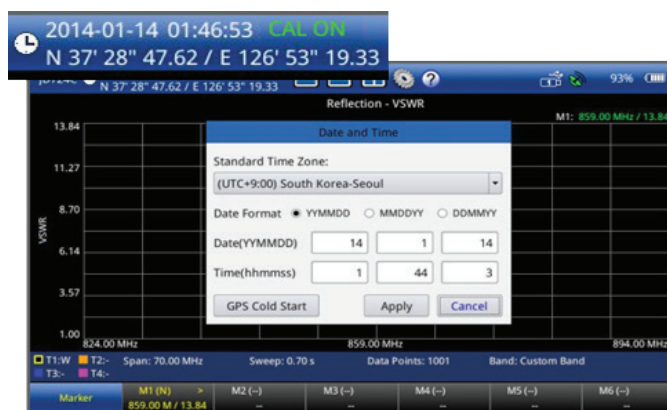 2014-01-14 01:46:53 CAL ON
N 37' 28" 47.62 / E 126' 53" 19.33
N 37' 28" 47.62 / E 126' 53" 19.33
93%
Reflection - VSWR
M1: 859.00 MHz / 13.84
Date and Time
Standard Time Zone:
(UTC+9:00) South Korea-Seoul
Date Format YYMMDD MMDDYY DDMMYY
Date(YYMMDD) 14 1 14
Time(hhmmss) 1 44 3
GPS Cold Start Apply Cancel
VSWR
13.84
11.27
8.70
6.14
3.57
1.00
824.00 MHz 859.00 MHz 894.00 MHz
T1:W T2:- Span: 70.00 MHz Sweep: 0.70 s Data Points: 1001 Band: Custom Band
T3:- T4:-
Marker M1 (N) > M2 (--) M3 (--) M4 (--) M5 (--) M6 (--)
859.00 M / 13.84 -- -- -- -- --